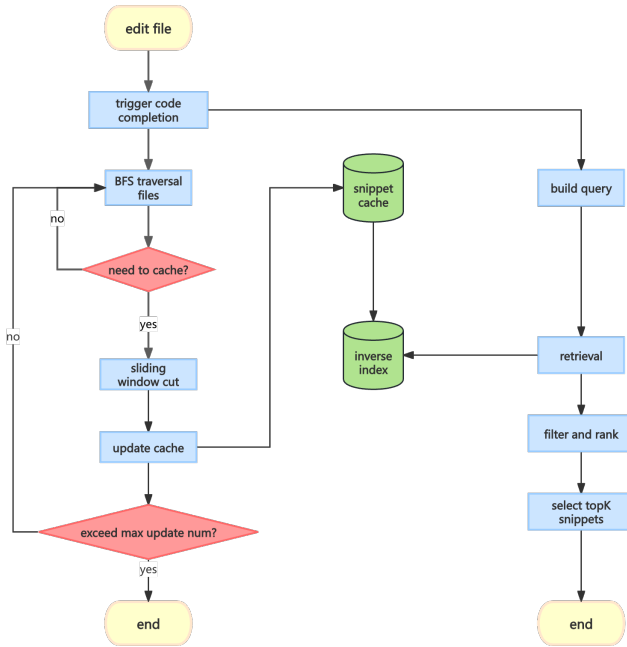 edit file
trigger code
completion
BFS traversal
files
no
need to cache?
yes
sliding
window cut
update cache
no
exceed max update num?
yes
end
snippet
cache
inverse
index
build query
retrieval
filter and rank
select topK
snippets
end